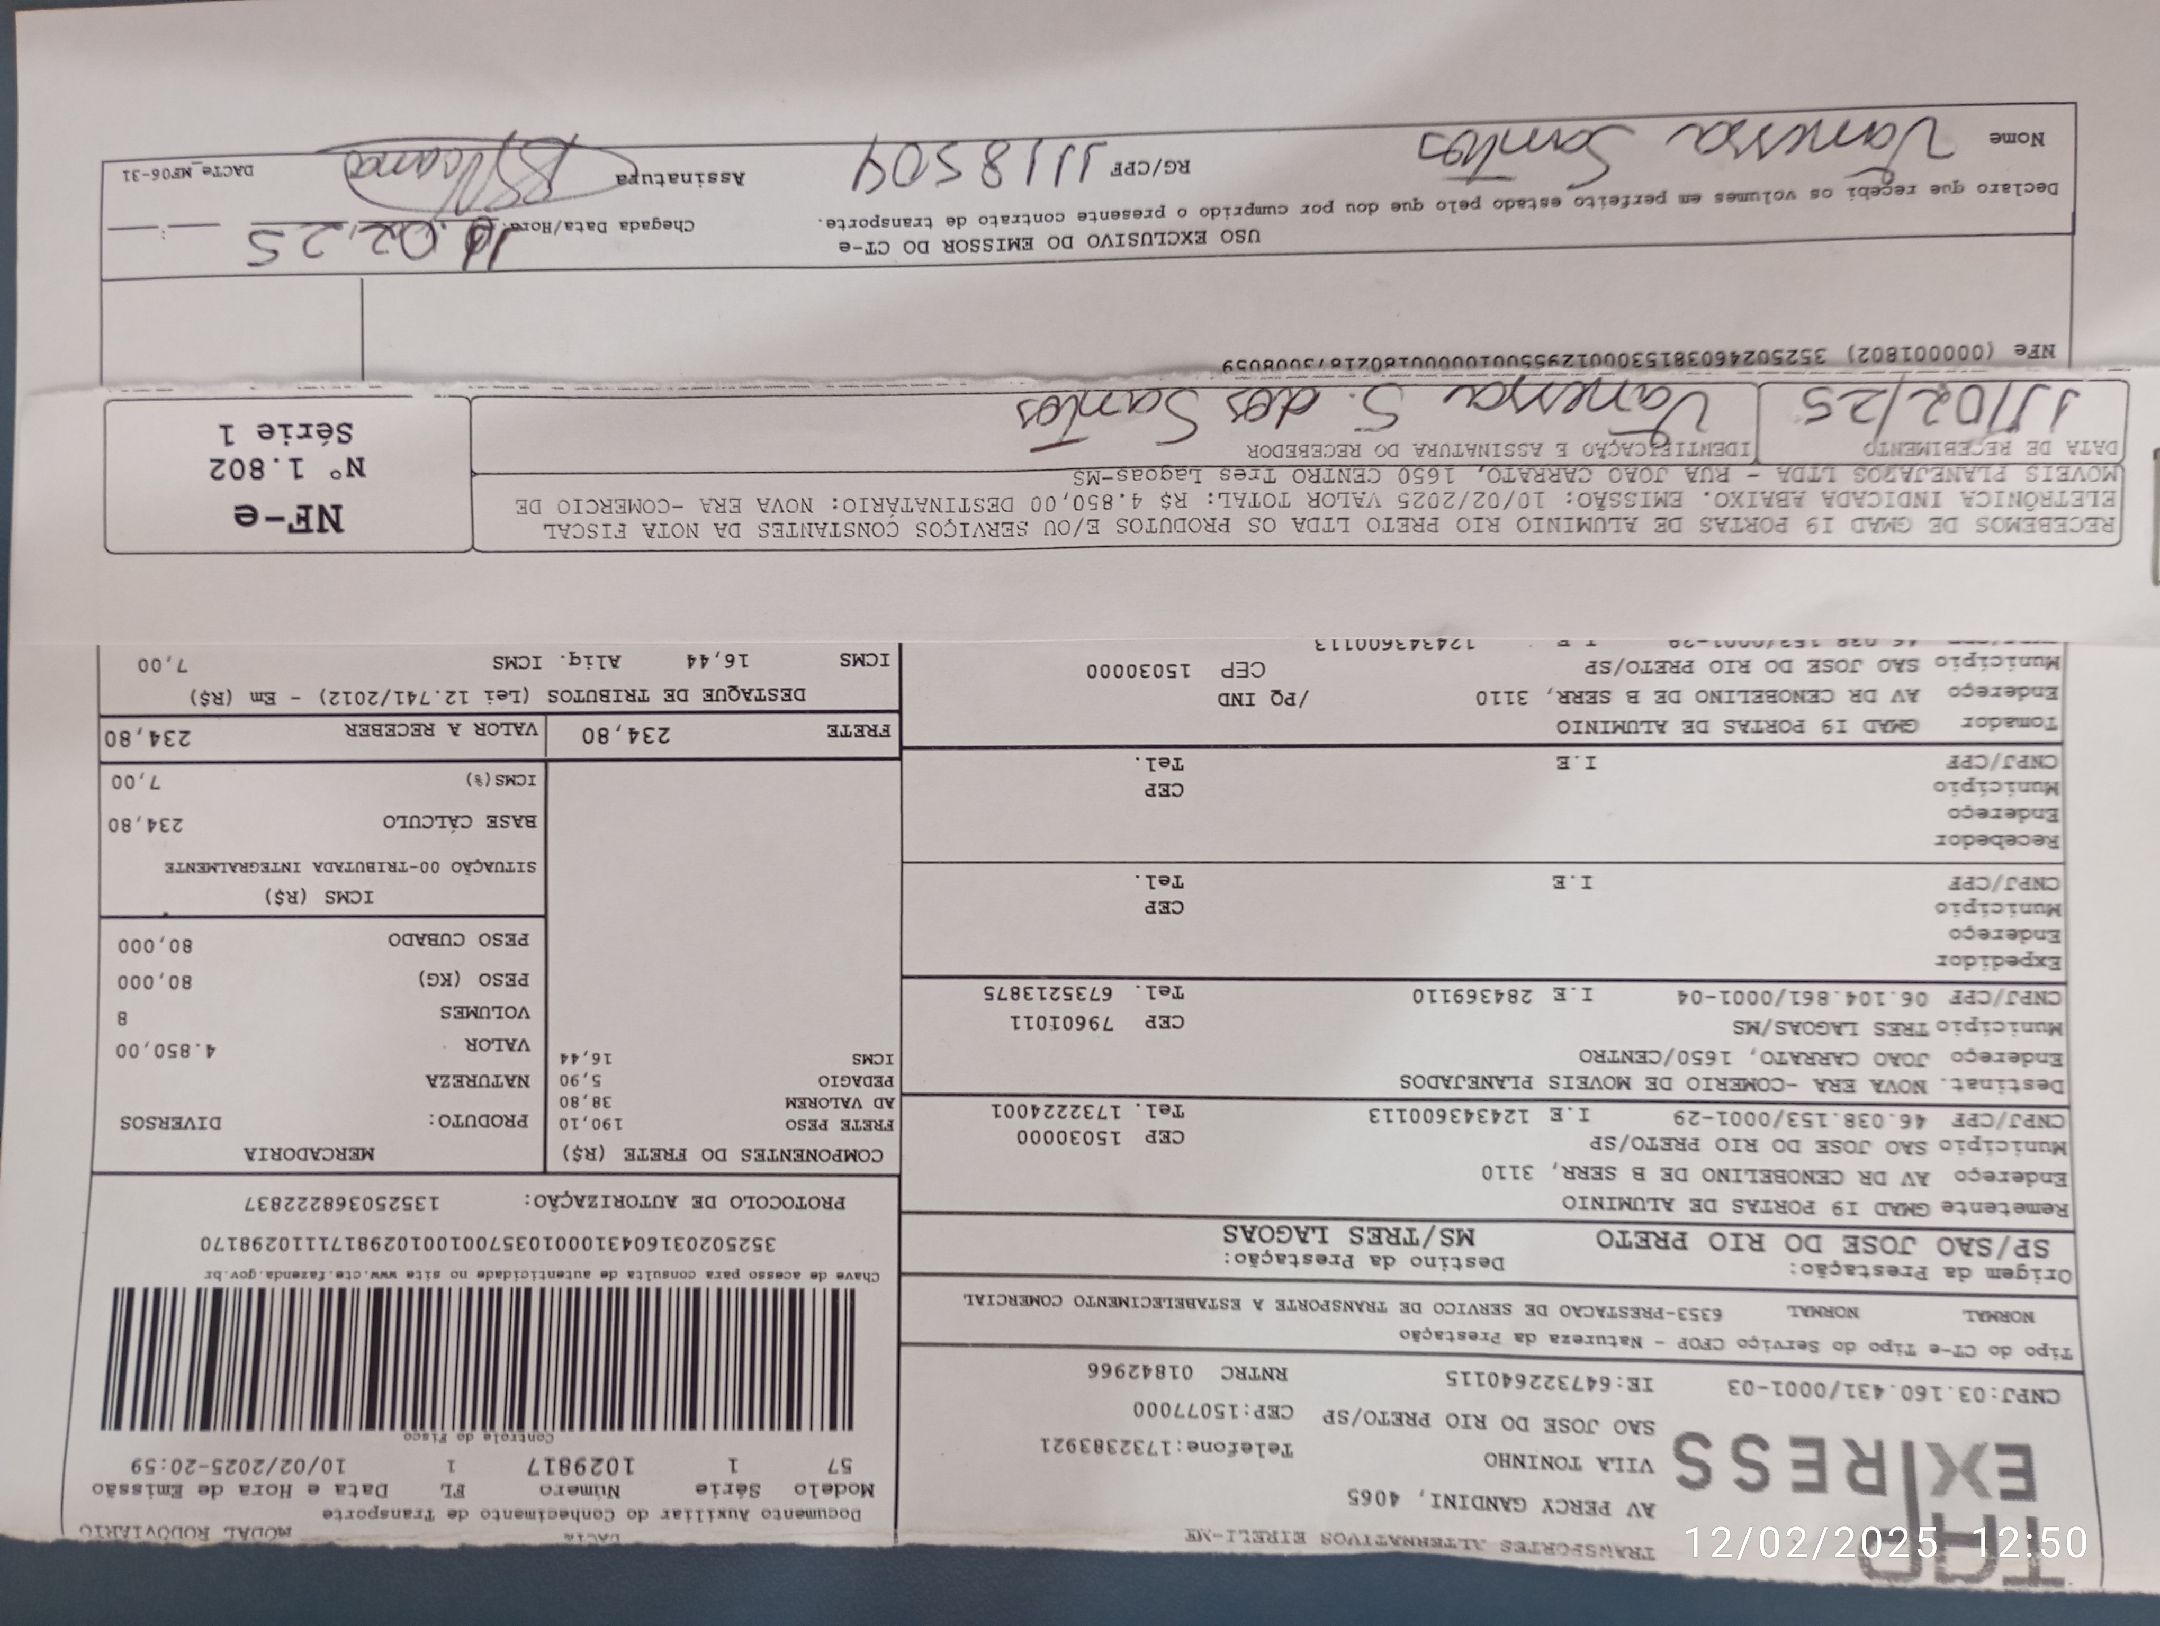 TRANSPORTES ALTERNATIVOS EIRELI-ME
AV PERCY GANDINI, 4065
VILA TONINHO Telefone:1732383921
SAO JOSE DO RIO PRETO/SP CEP:15077000
CNPJ:03.160.431/0001-03 IE:647322640115 RNTRC 01842966
DACTE MODAL RODOVIÁRIO
Documento Auxiliar do Conhecimento de Transporte
Modelo Série Número FL Data e Hora de Emissão
57 1 1029817 1 10/02/2025-20:59
Controle do Fisco
Chave de acesso para consulta de autenticidade no site www.cte.fazenda.gov.br
35250203160431000103570010010298171110298170
PROTOCOLO DE AUTORIZAÇÃO: 135250368222837
Tipo do CT-e Tipo do Serviço CFOP - Natureza da Prestação
NORMAL NORMAL 6353-PRESTACAO DE SERVICO DE TRANSPORTE A ESTABELECIMENTO COMERCIAL
Origem da Prestação: Destino da Prestação:
SP/SAO JOSE DO RIO PRETO MS/TRES LAGOAS
Remetente GMAD I9 PORTAS DE ALUMINIO
Endereço AV DR CENOBELINO DE B SERR, 3110
Município SAO JOSE DO RIO PRETO/SP CEP 15030000
CNPJ/CPF 46.038.153/0001-29 I.E 124343600113 Tel. 1732224001
Destinat. NOVA ERA -COMERIO DE MOVEIS PLANEJADOS
Endereço JOAO CARRATO, 1650/CENTRO
Município TRES LAGOAS/MS CEP 79601011
CNPJ/CPF 06.104.861/0001-04 I.E 284369110 Tel. 6735213875
Expedidor
Endereço
Município CEP
CNPJ/CPF I.E Tel.
Recebedor
Endereço
Município CEP
CNPJ/CPF I.E Tel.
Tomador GMAD I9 PORTAS DE ALUMINIO
Endereço AV DR CENOBELINO DE B SERR, 3110 /PQ IND
Município SAO JOSE DO RIO PRETO/SP CEP 15030000
46.038.153/0001-29 I.E 124343600113
COMPONENTES DO FRETE (R$)
FRETE PESO 190,10
AD VALOREM 38,80
PEDAGIO 5,90
ICMS 16,44
MERCADORIA
PRODUTO: DIVERSOS
NATUREZA
VALOR 4.850,00
VOLUMES 8
PESO (KG) 80,000
PESO CUBADO 80,000
ICMS (R$)
SITUAÇÃO 00-TRIBUTADA INTEGRALMENTE
BASE CÁLCULO 234,80
ICMS(%) 7,00
FRETE 234,80 VALOR A RECEBER 234,80
DESTAQUE DE TRIBUTOS (Lei 12.741/2012) - Em (R$)
ICMS 16,44 Aliq. ICMS 7,00
RECEBEMOS DE GMAD I9 PORTAS DE ALUMINIO RIO PRETO LTDA OS PRODUTOS E/OU SERVIÇOS CONSTANTES DA NOTA FISCAL
ELETRÔNICA INDICADA ABAIXO. EMISSÃO: 10/02/2025 VALOR TOTAL: R$ 4.850,00 DESTINATÁRIO: NOVA ERA -COMERCIO DE
MOVEIS PLANEJADOS LTDA - RUA JOAO CARRATO, 1650 CENTRO Tres Lagoas-MS
DATA DE RECEBIMENTO IDENTIFICAÇÃO E ASSINATURA DO RECEBEDOR
11/02/25 Vanessa S. dos Santos
NF-e
Nº 1.802
Série 1
NFe (000001802) 35250246038153000129550010000018021873008059
USO EXCLUSIVO DO EMISSOR DO CT-e
Declaro que recebi os volumes em perfeito estado pelo que dou por cumprido o presente contrato de transporte.
Chegada Data/Hora: 02.25
Nome Vanessa Santos RG/CPF 1118504 Assinatura
DACTe_MF06-31
TAD
EXPRESS
12/02/2025 12:50